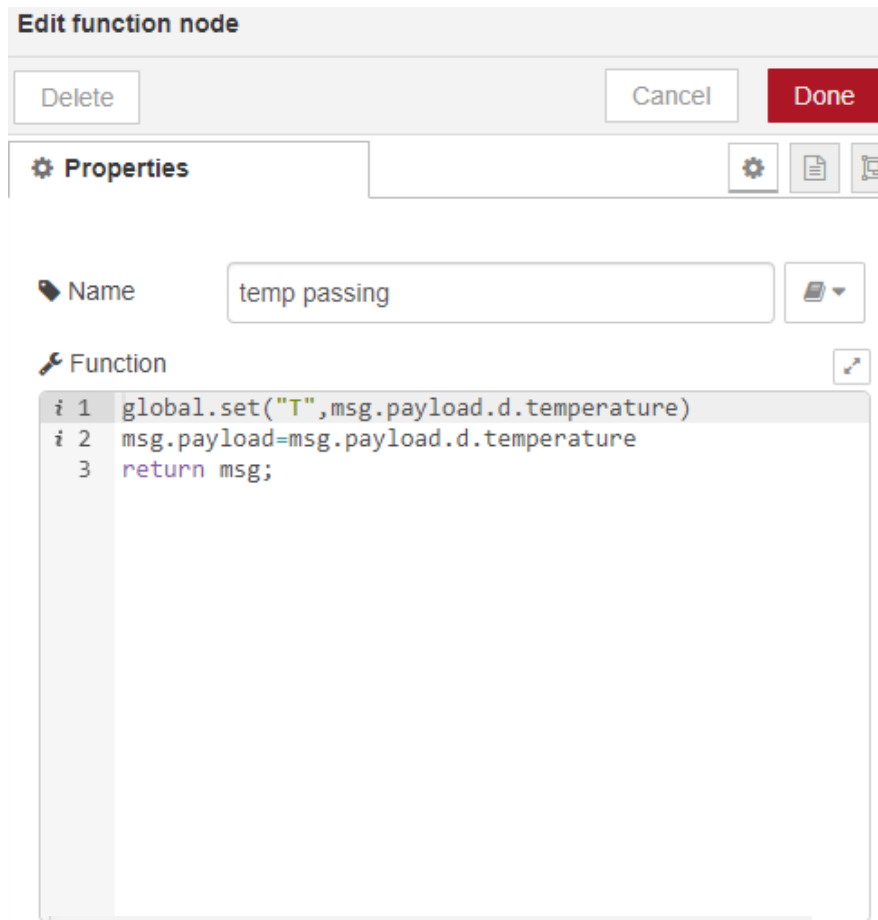 Edit function node
Delete Cancel Done
Properties
Name temp passing
Function
i 1 global.set("T",msg.payload.d.temperature)
i 2 msg.payload=msg.payload.d.temperature
3 return msg;